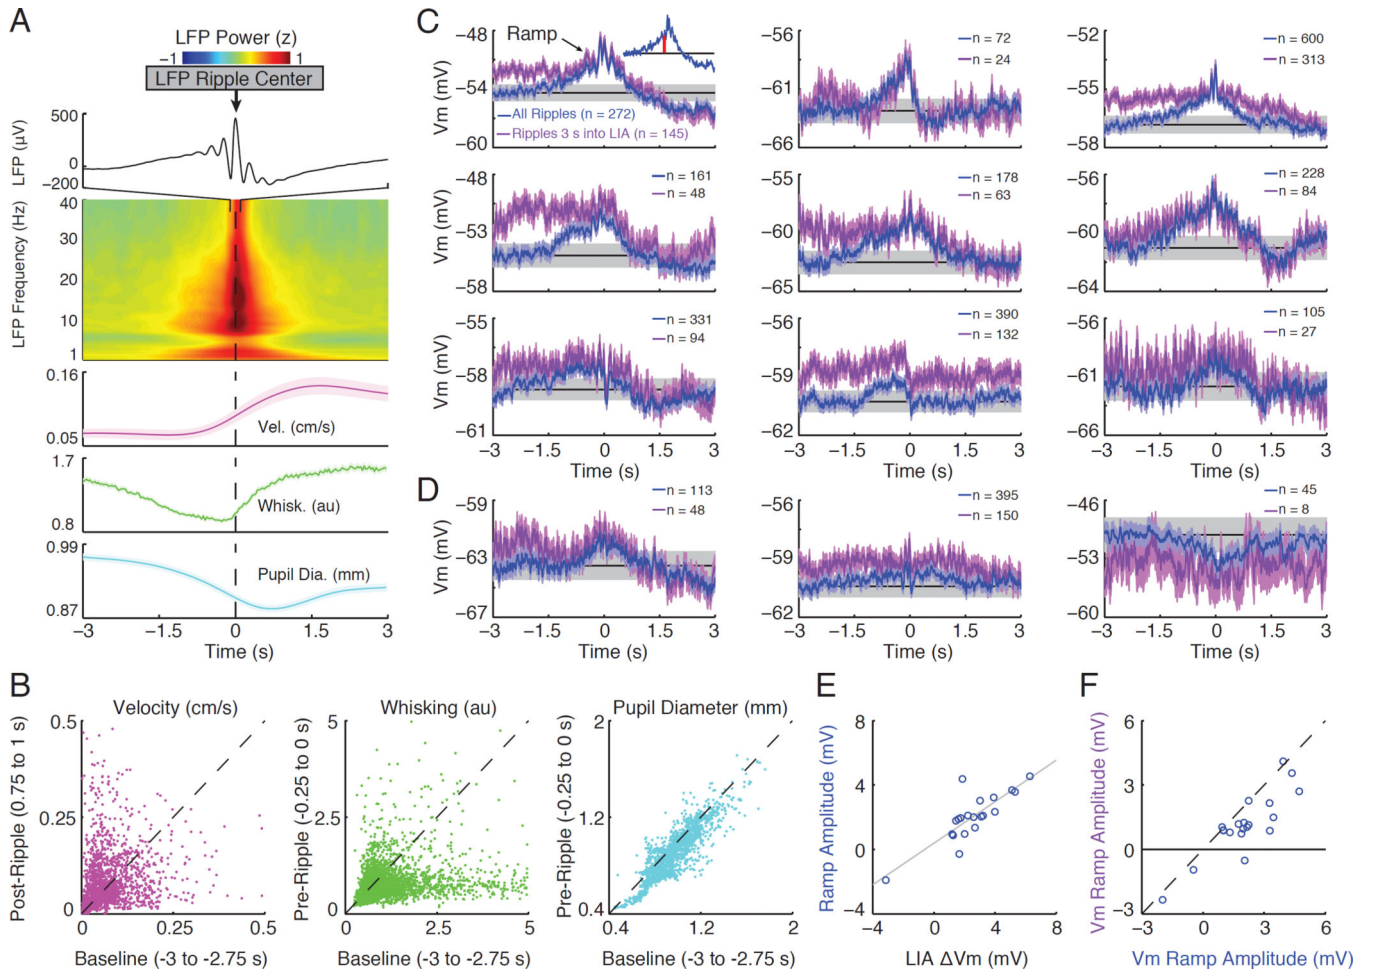 A
LFP Power (z)
−1
1
LFP Ripple Center
500
0
−200
LFP (µV)
40
30
20
10
1
LFP Frequency (Hz)
0.16
0.05
Vel. (cm/s)
1.7
0.8
Whisk. (au)
0.99
0.87
Pupil Dia. (mm)
−3 −1.5 0 1.5 3
Time (s)
C
Ramp
−48
−54
−60
Vm (mV)
All Ripples (n = 272)
Ripples 3 s into LIA (n = 145)
−56
−61
−66
n = 72
n = 24
−52
−55
−58
n = 600
n = 313
−48
−53
−58
Vm (mV)
n = 161
n = 48
−55
−60
−65
n = 178
n = 63
−56
−60
−64
n = 228
n = 84
−55
−58
−61
Vm (mV)
n = 331
n = 94
−3 −1.5 0 1.5 3
Time (s)
−56
−59
−62
n = 390
n = 132
−3 −1.5 0 1.5 3
Time (s)
−56
−61
−66
n = 105
n = 27
−3 −1.5 0 1.5 3
Time (s)
D
−59
−63
−67
Vm (mV)
n = 113
n = 48
−3 −1.5 0 1.5 3
Time (s)
−56
−59
−62
n = 395
n = 150
−3 −1.5 0 1.5 3
Time (s)
−46
−53
−60
n = 45
n = 8
−3 −1.5 0 1.5 3
Time (s)
B
Velocity (cm/s)
Post-Ripple (0.75 to 1 s)
0.5
0.25
0
0 0.25 0.5
Baseline (-3 to -2.75 s)
Whisking (au)
Pre-Ripple (-0.25 to 0 s)
5
2.5
0
0 2.5 5
Baseline (-3 to -2.75 s)
Pupil Diameter (mm)
Pre-Ripple (-0.25 to 0 s)
2
1.2
0.4
0.4 1.2 2
Baseline (-3 to -2.75 s)
E
Ramp Amplitude (mV)
8
4
0
−4
−4 0 4 8
LIA ΔVm (mV)
F
Vm Ramp Amplitude (mV)
6
3
0
−3
−3 0 3 6
Vm Ramp Amplitude (mV)